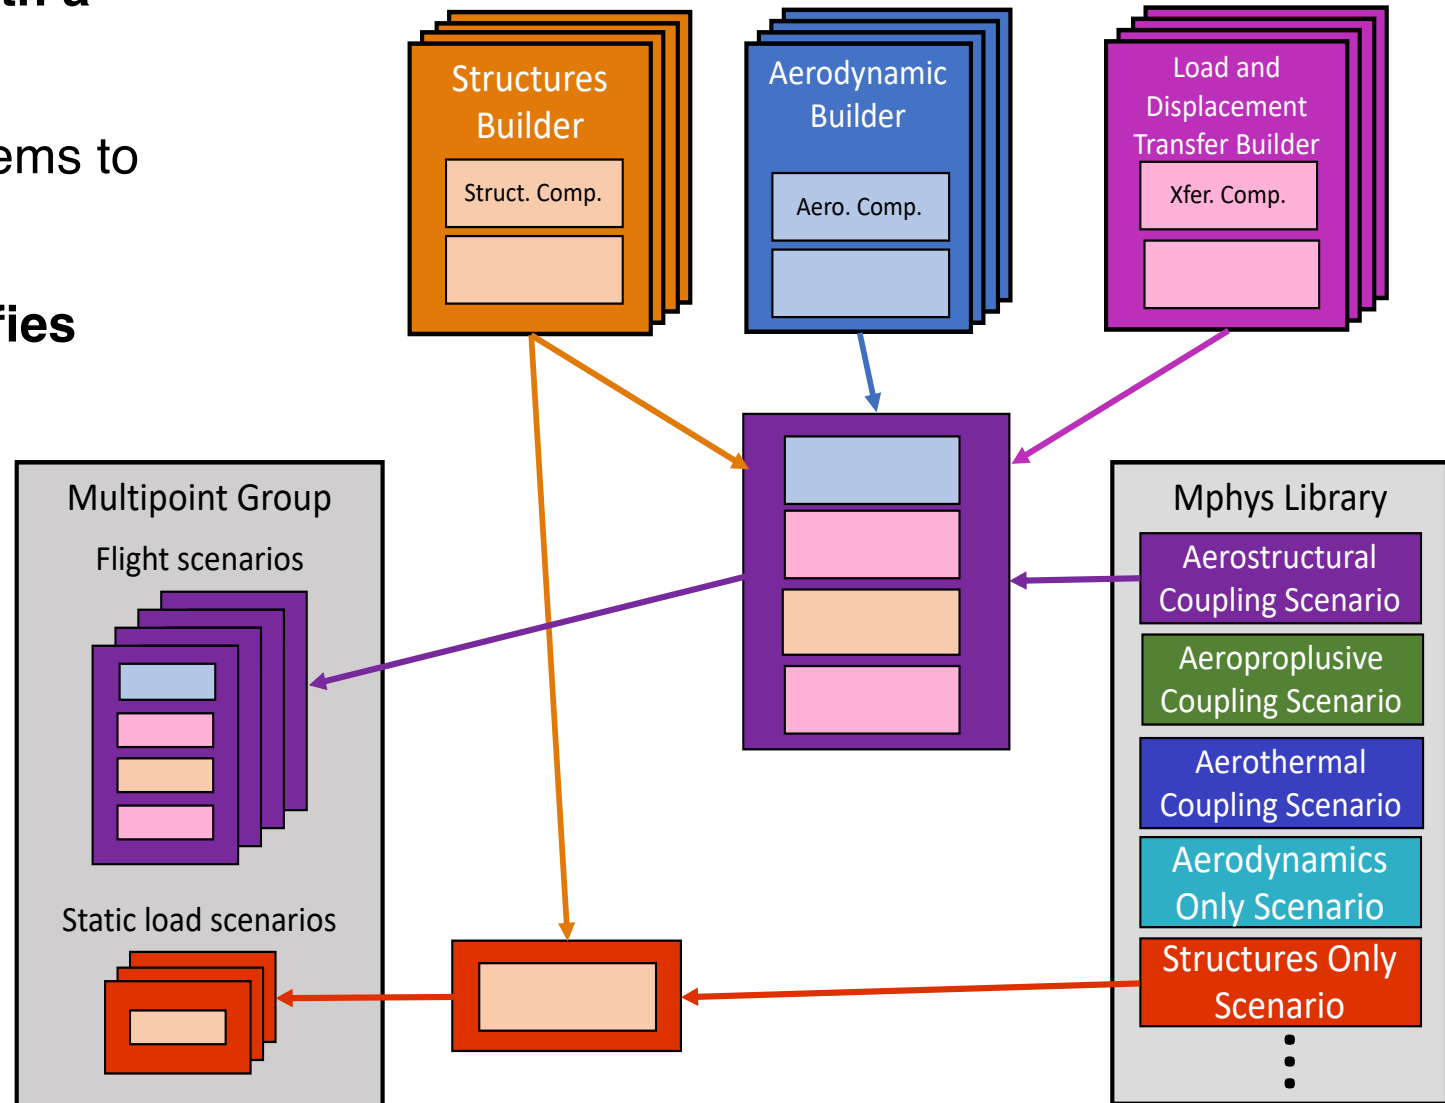 ems to
fies
Structures
Builder
Struct. Comp.
Aerodynamic
Builder
Aero. Comp.
Load and
Displacement
Transfer Builder
Xfer. Comp.
Multipoint Group
Flight scenarios
Static load scenarios
Mphys Library
Aerostructural
Coupling Scenario
Aeroproplusive
Coupling Scenario
Aerothermal
Coupling Scenario
Aerodynamics
Only Scenario
Structures Only
Scenario